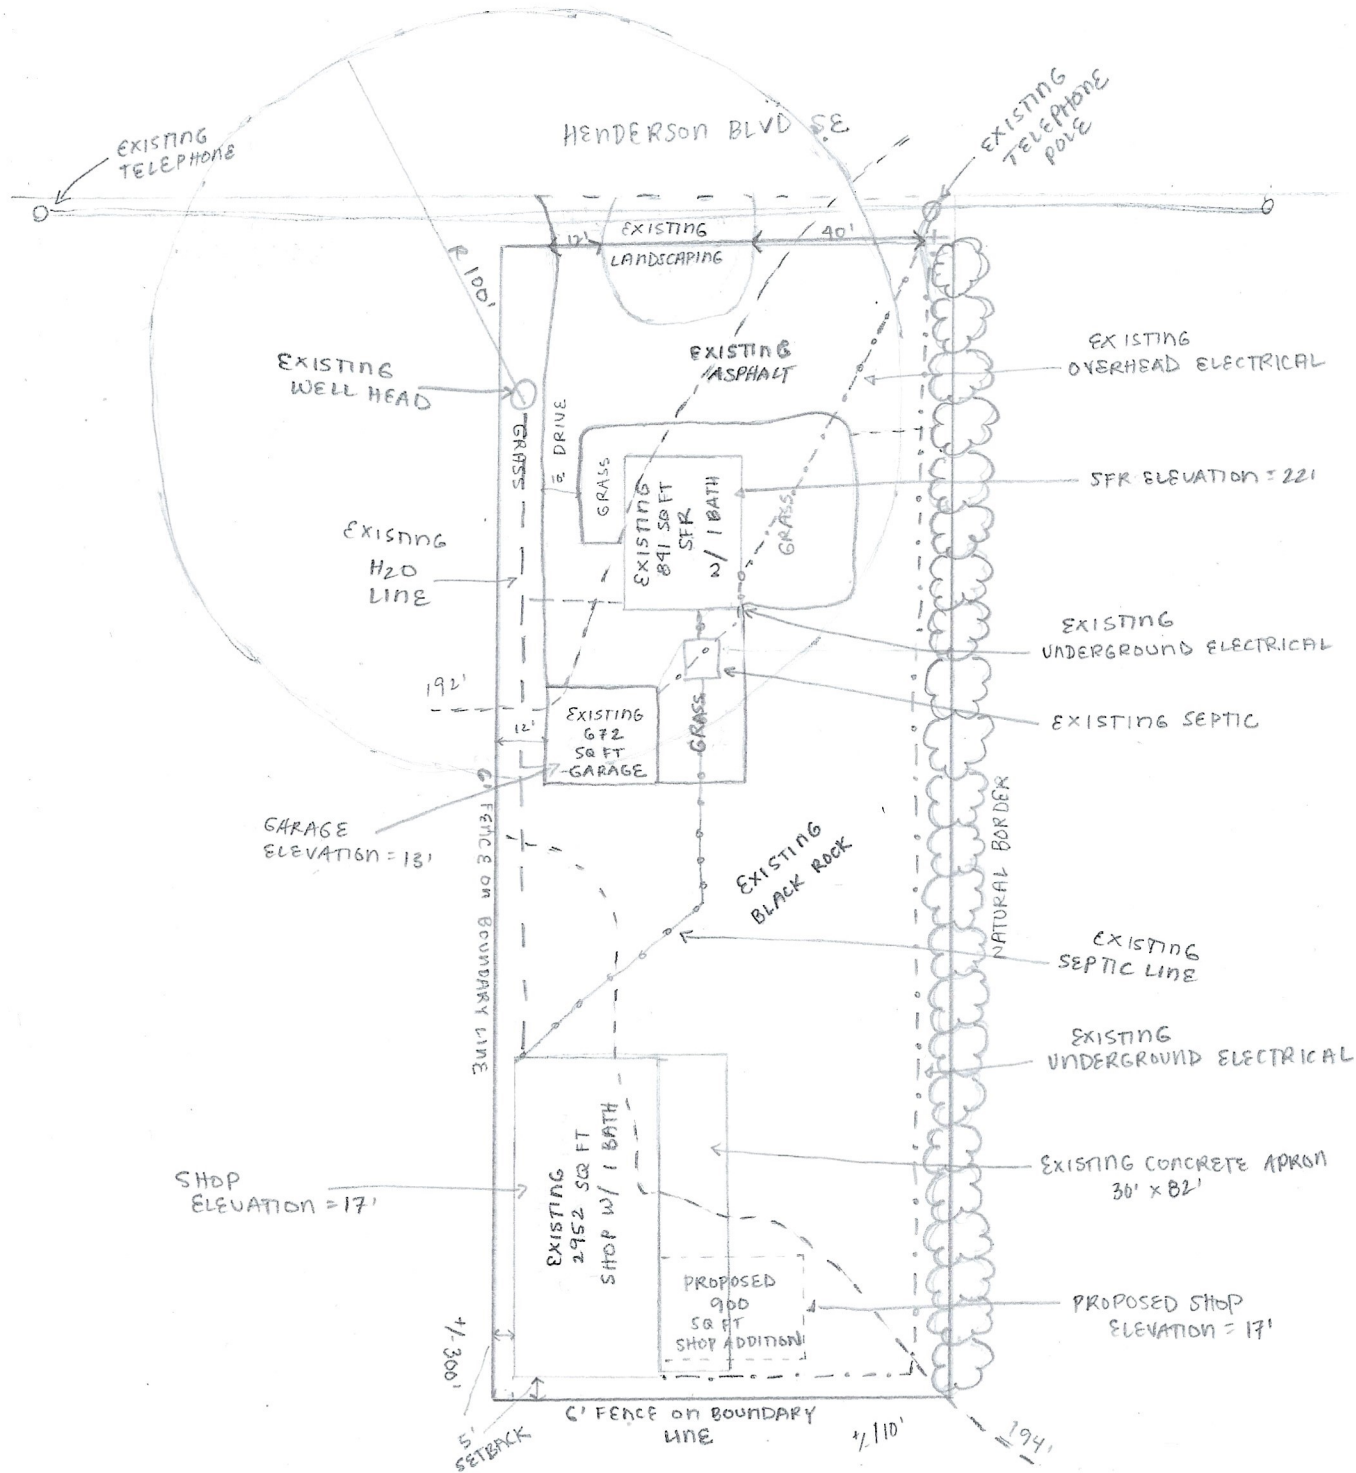 HENDERSON BLVD SE
EXISTING
TELEPHONE
EXISTING
TELEPHONE
POLE
12'
EXISTING
LANDSCAPING
40'
R 100'
EXISTING
WELL HEAD
EXISTING
ASPHALT
EXISTING
OVERHEAD ELECTRICAL
GRASS
DRIVE
GRASS
EXISTING
841 SQ FT
SFR
W/ 1 BATH
GRASS
SFR ELEVATION = 22'
EXISTING
H2O
LINE
EXISTING
UNDERGROUND ELECTRICAL
192'
12'
EXISTING
672
SQ FT
GARAGE
GRASS
EXISTING SEPTIC
GARAGE
ELEVATION = 13'
6' FENCE ON BOUNDARY LINE
EXISTING
BLACK ROCK
NATURAL BORDER
EXISTING
SEPTIC LINE
EXISTING
UNDERGROUND ELECTRICAL
SHOP
ELEVATION = 17'
EXISTING
2952 SQ FT
SHOP W/ 1 BATH
EXISTING CONCRETE APRON
36' x 82'
PROPOSED
900
SQ FT
SHOP ADDITION
PROPOSED SHOP
ELEVATION = 17'
+/-300'
5'
SETBACK
6' FENCE ON BOUNDARY
LINE
+/-110'
194'